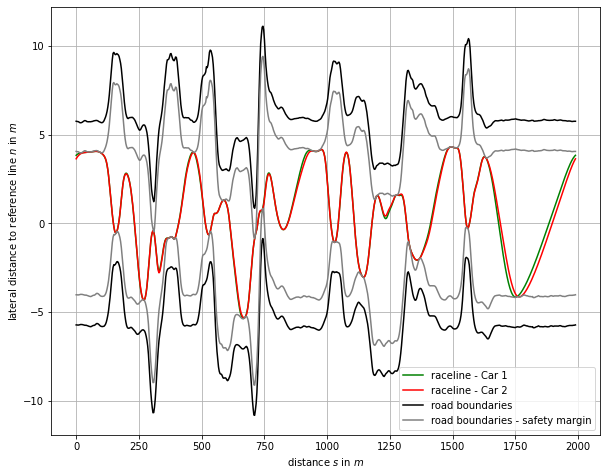 lateral distance to reference line n in m
10
5
0
−5
−10
0
250
500
750
1000
1250
1500
1750
2000
distance s in m
raceline - Car 1
raceline - Car 2
road boundaries
road boundaries - safety margin